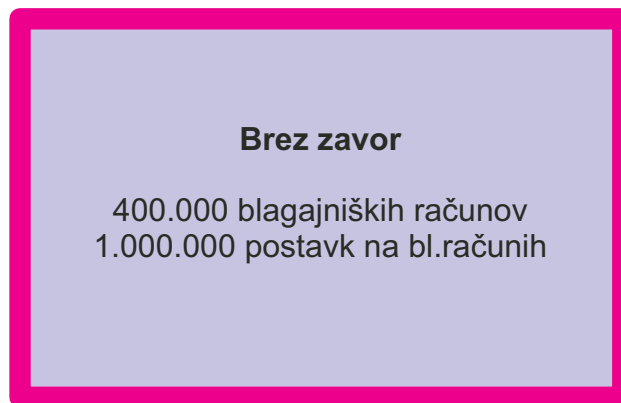 Brez zavor
400.000 blagajniških računov
1.000.000 postavk na bl.računih